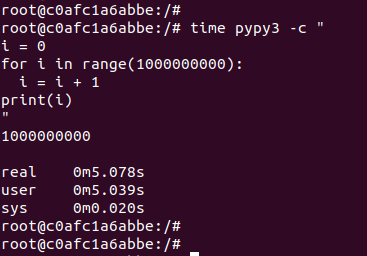 root@c0afc1a6abbe:/#
root@c0afc1a6abbe:/# time pypy3 -c "
i = 0
for i in range(1000000000):
  i = i + 1
print(i)
"
1000000000

real    0m5.078s
user    0m5.039s
sys     0m0.020s
root@c0afc1a6abbe:/#
root@c0afc1a6abbe:/#